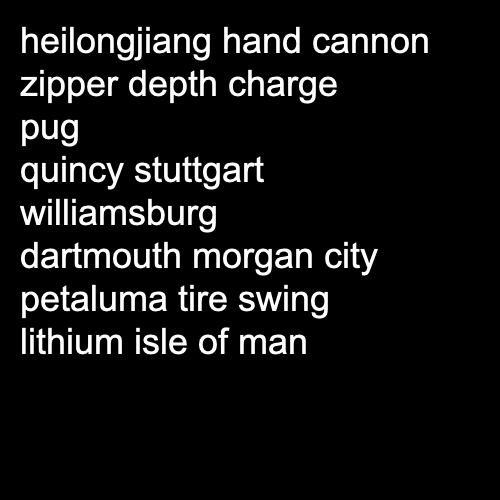 heilongjiang hand cannon
zipper depth charge
pug
quincy stuttgart
williamsburg
dartmouth morgan city
petaluma tire swing
lithium isle of man